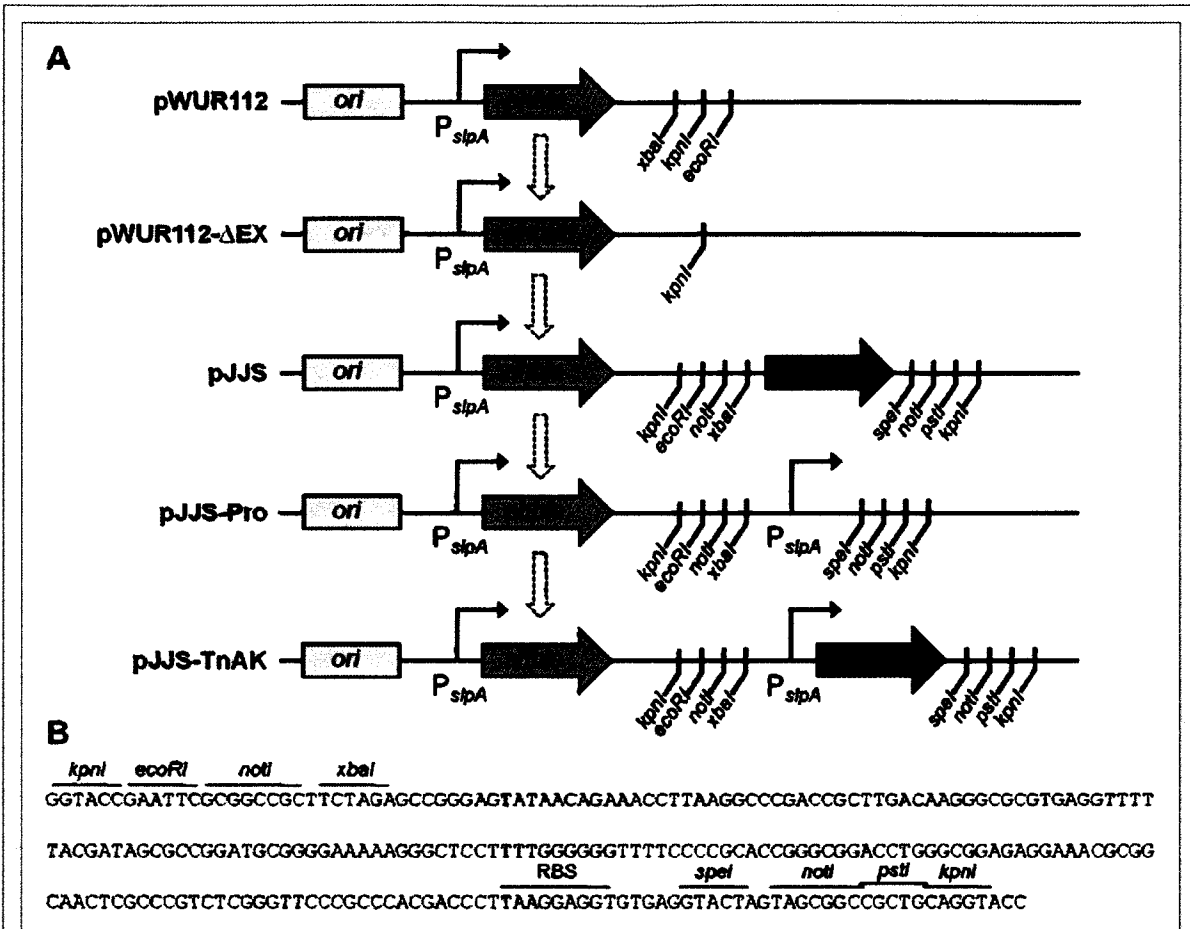 A
pWUR112
ori
PslpA
xbaI
kpnI
ecoRI
pWUR112-ΔEX
ori
PslpA
kpnI
pJJS
ori
PslpA
kpnI
ecoRI
notI
xbaI
speI
notI
pstI
kpnI
pJJS-Pro
ori
PslpA
kpnI
ecoRI
notI
xbaI
PslpA
speI
notI
pstI
kpnI
pJJS-TnAK
ori
PslpA
kpnI
ecoRI
notI
xbaI
PslpA
speI
notI
pstI
kpnI
B
kpnI ecoRI notI xbaI
GGTACCGAATTCGCGGCCGCTTCTAGAGCCGGGAGTATAACAGAAACCTTAAGGCCCGACCGCTTGACAAGGGCGCGTGAGGTTTT
TACGATAGCGCCGGATGCGGGGAAAAAGGGCTCCTTTTTGGGGGGTTTTCCCCGCACCGGGCGGACCTGGGCGGAGAGGAAACGCGG
RBS speI notI pstI kpnI
CAACTCGCCCGTCTCGGGTTCCCGCCCACGACCCTTAAGGAGGTGTGAGGTACTAGTAGCGGCCGCTGCAGGTACC